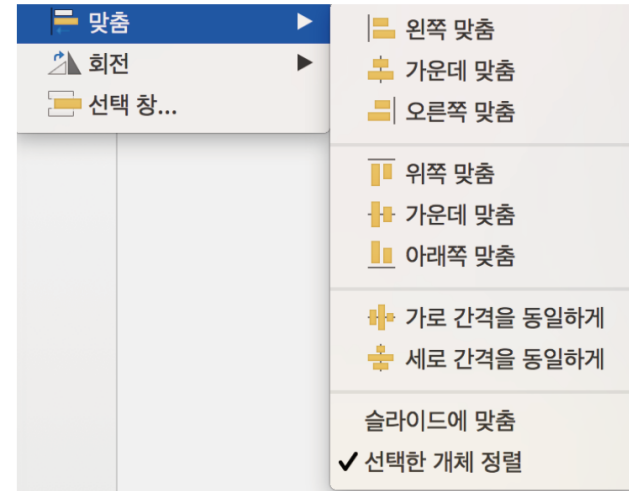 맞춤
회전
선택 창...
왼쪽 맞춤
가운데 맞춤
오른쪽 맞춤
위쪽 맞춤
가운데 맞춤
아래쪽 맞춤
가로 간격을 동일하게
세로 간격을 동일하게
슬라이드에 맞춤
선택한 개체 정렬